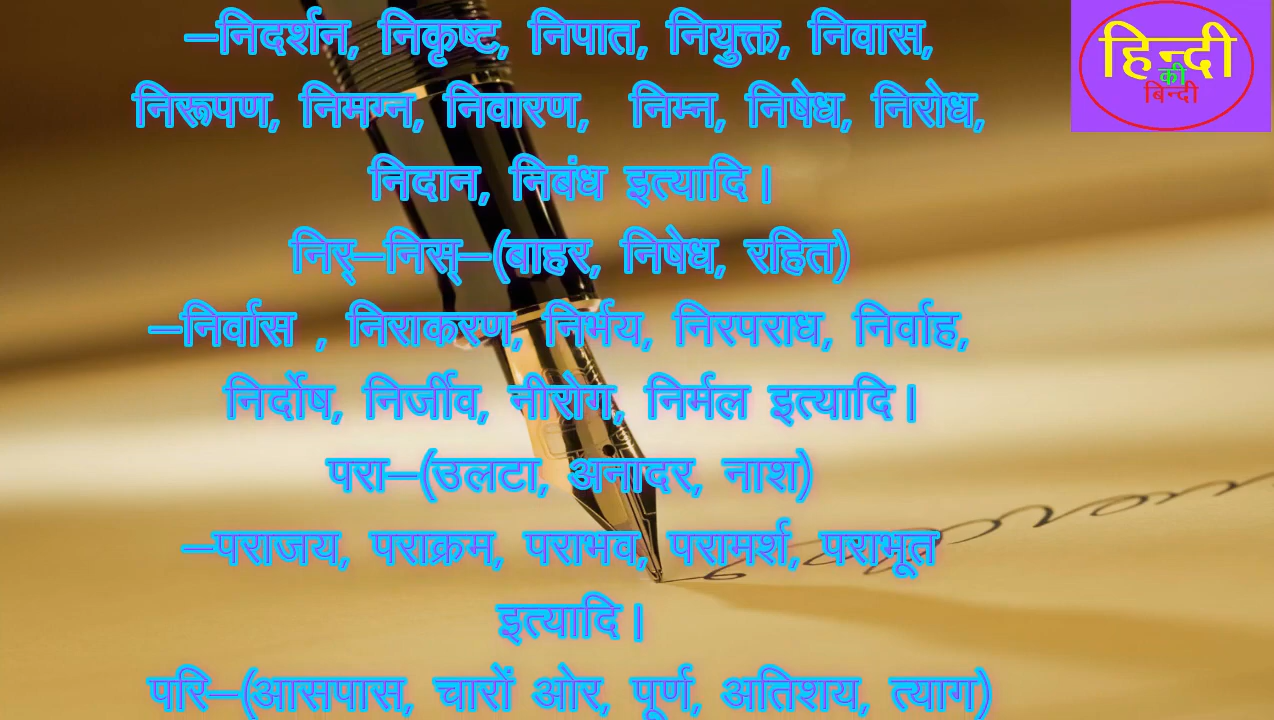 –निदर्शन, निकृष्ट, निपात, नियुक्त, निवास,
निरूपण, निमग्न, निवारण, निम्न, निषेध, निरोध,
निदान, निबंध इत्यादि।
निर्–निस्–(बाहर, निषेध, रहित)
–निर्वास , निराकरण, निर्भय, निरपराध, निर्वाह,
निर्दोष, निर्जीव, नीरोग, निर्मल इत्यादि।
परा–(उलटा, अनादर, नाश)
–पराजय, पराक्रम, पराभव, परामर्श, पराभूत
इत्यादि।
परि–(आसपास, चारों ओर, पूर्ण, अतिशय, त्याग)
हिन्दी
की
बिन्दी